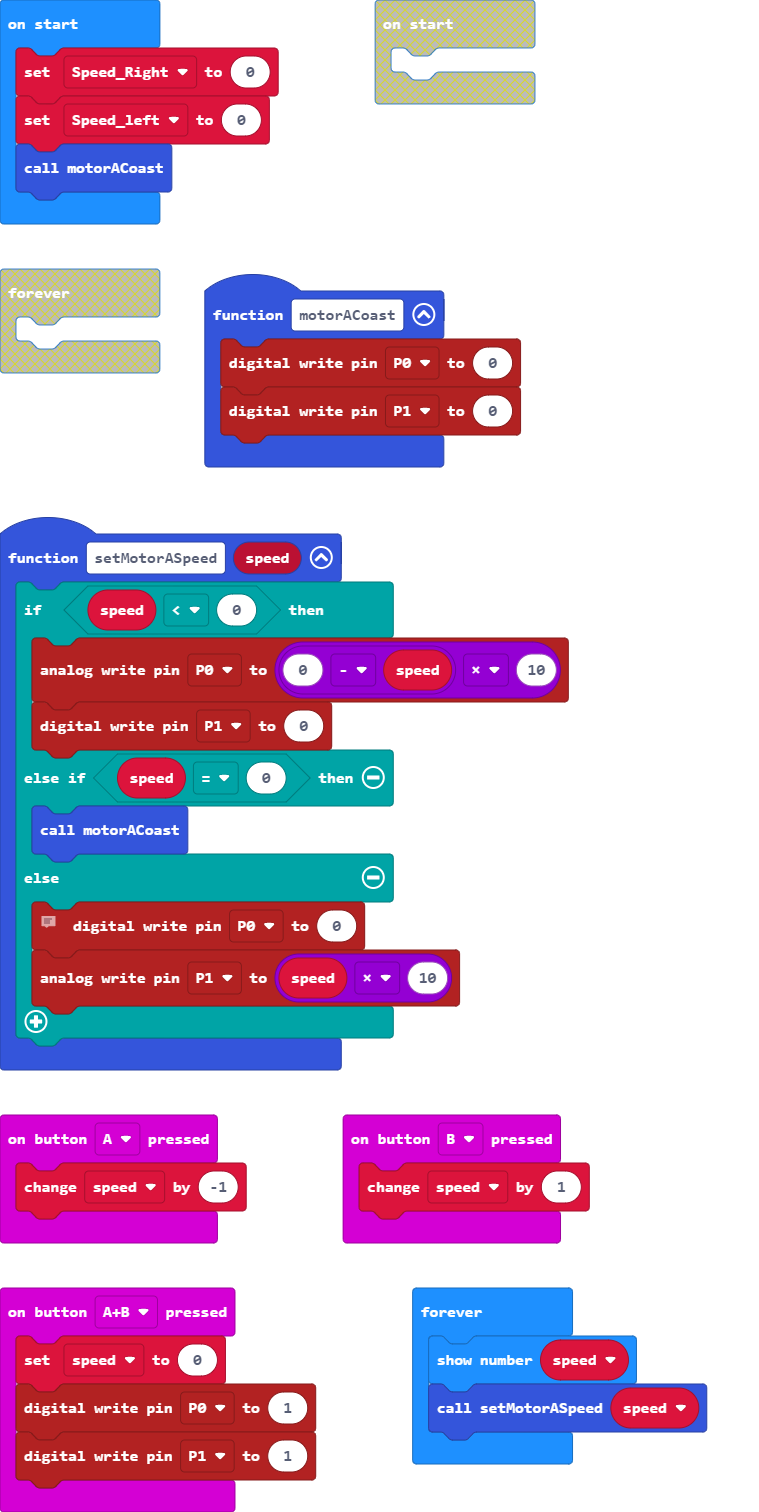 on start
set Speed_Right to 0
set Speed_left to 0
call motorACoast
on start
forever
function motorACoast
digital write pin P0 to 0
digital write pin P1 to 0
function setMotorASpeed speed
if speed < 0 then
analog write pin P0 to 0 - speed × 10
digital write pin P1 to 0
else if speed = 0 then
call motorACoast
else
digital write pin P0 to 0
analog write pin P1 to speed × 10
on button A pressed
change speed by -1
on button B pressed
change speed by 1
on button A+B pressed
set speed to 0
digital write pin P0 to 1
digital write pin P1 to 1
forever
show number speed
call setMotorASpeed speed